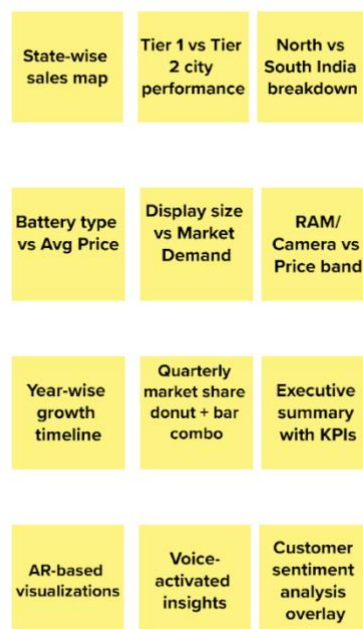 State-wise
sales map
Tier 1 vs Tier
2 city
performance
North vs
South India
breakdown
Battery type
vs Avg Price
Display size
vs Market
Demand
RAM/
Camera vs
Price band
Year-wise
growth
timeline
Quarterly
market share
donut + bar
combo
Executive
summary
with KPIs
AR-based
visualizations
Voice-
activated
insights
Customer
sentiment
analysis
overlay